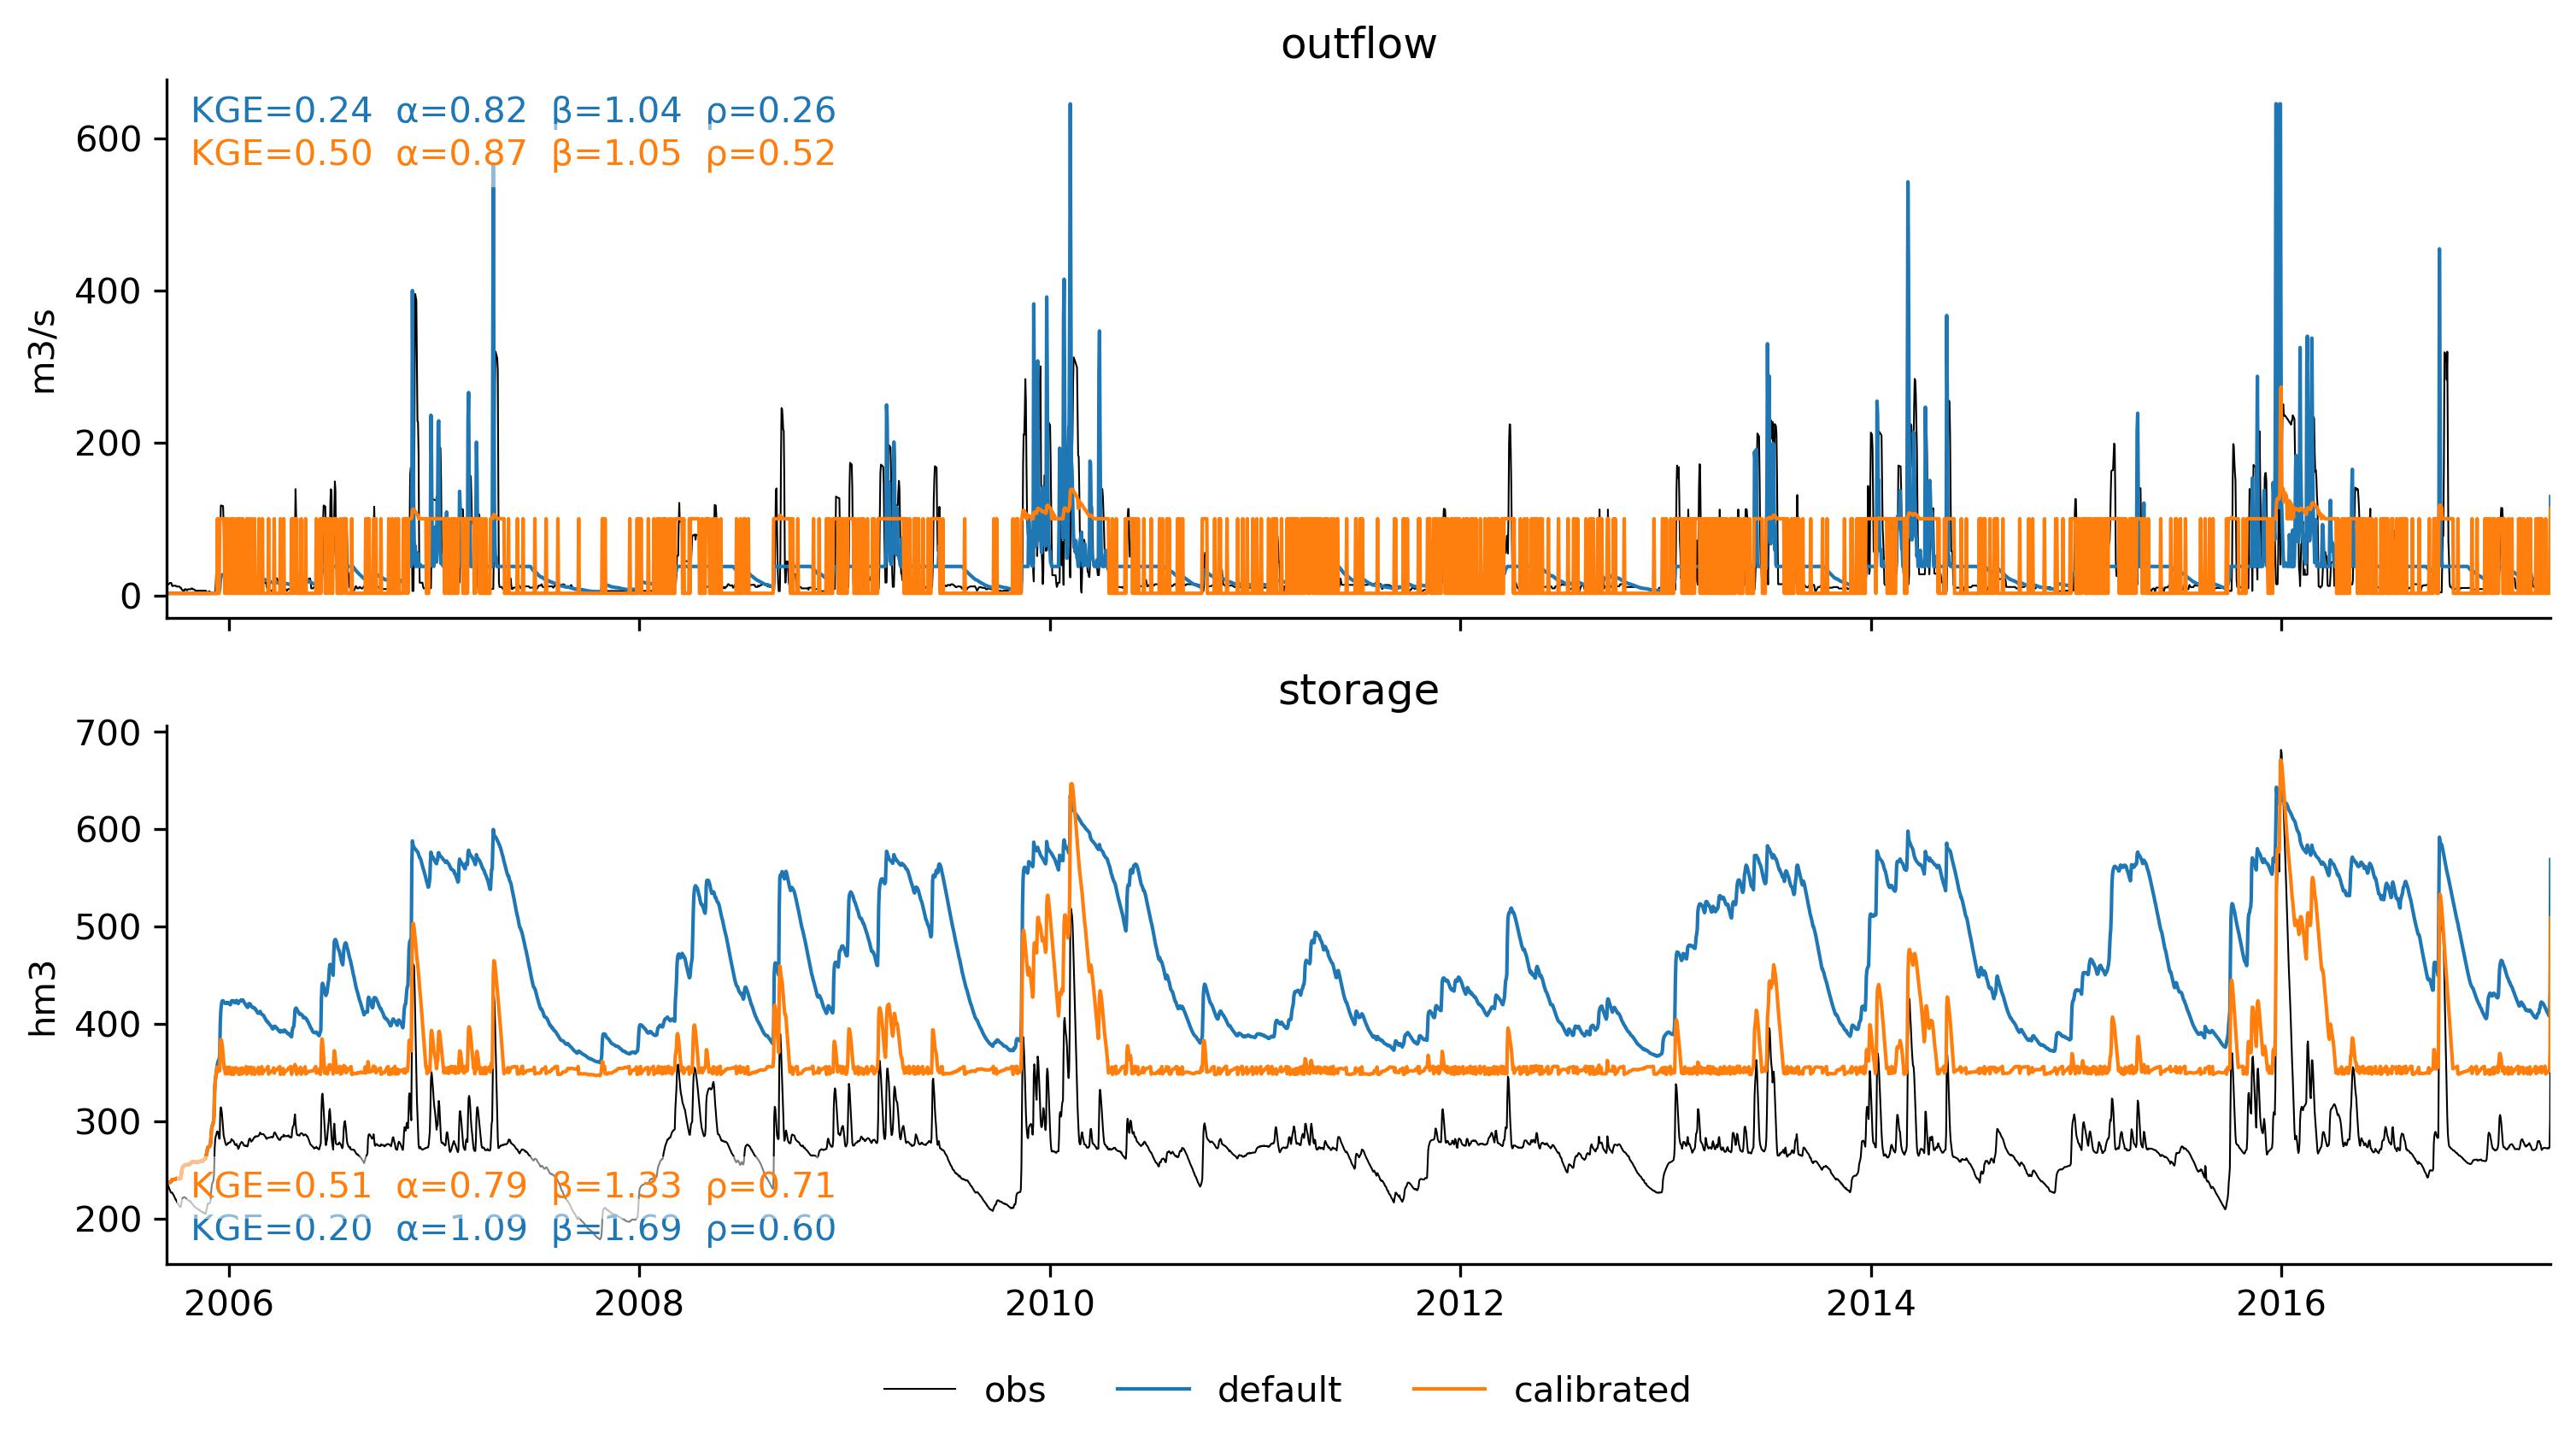 outflow
KGE=0.24 α=0.82 β=1.04 ρ=0.26
KGE=0.50 α=0.87 β=1.05 ρ=0.52
600
400
200
0
m3/s
storage
700
600
500
400
300
200
hm3
KGE=0.51 α=0.79 β=1.33 ρ=0.71
KGE=0.20 α=1.09 β=1.69 ρ=0.60
2006 2008 2010 2012 2014 2016
obs default calibrated